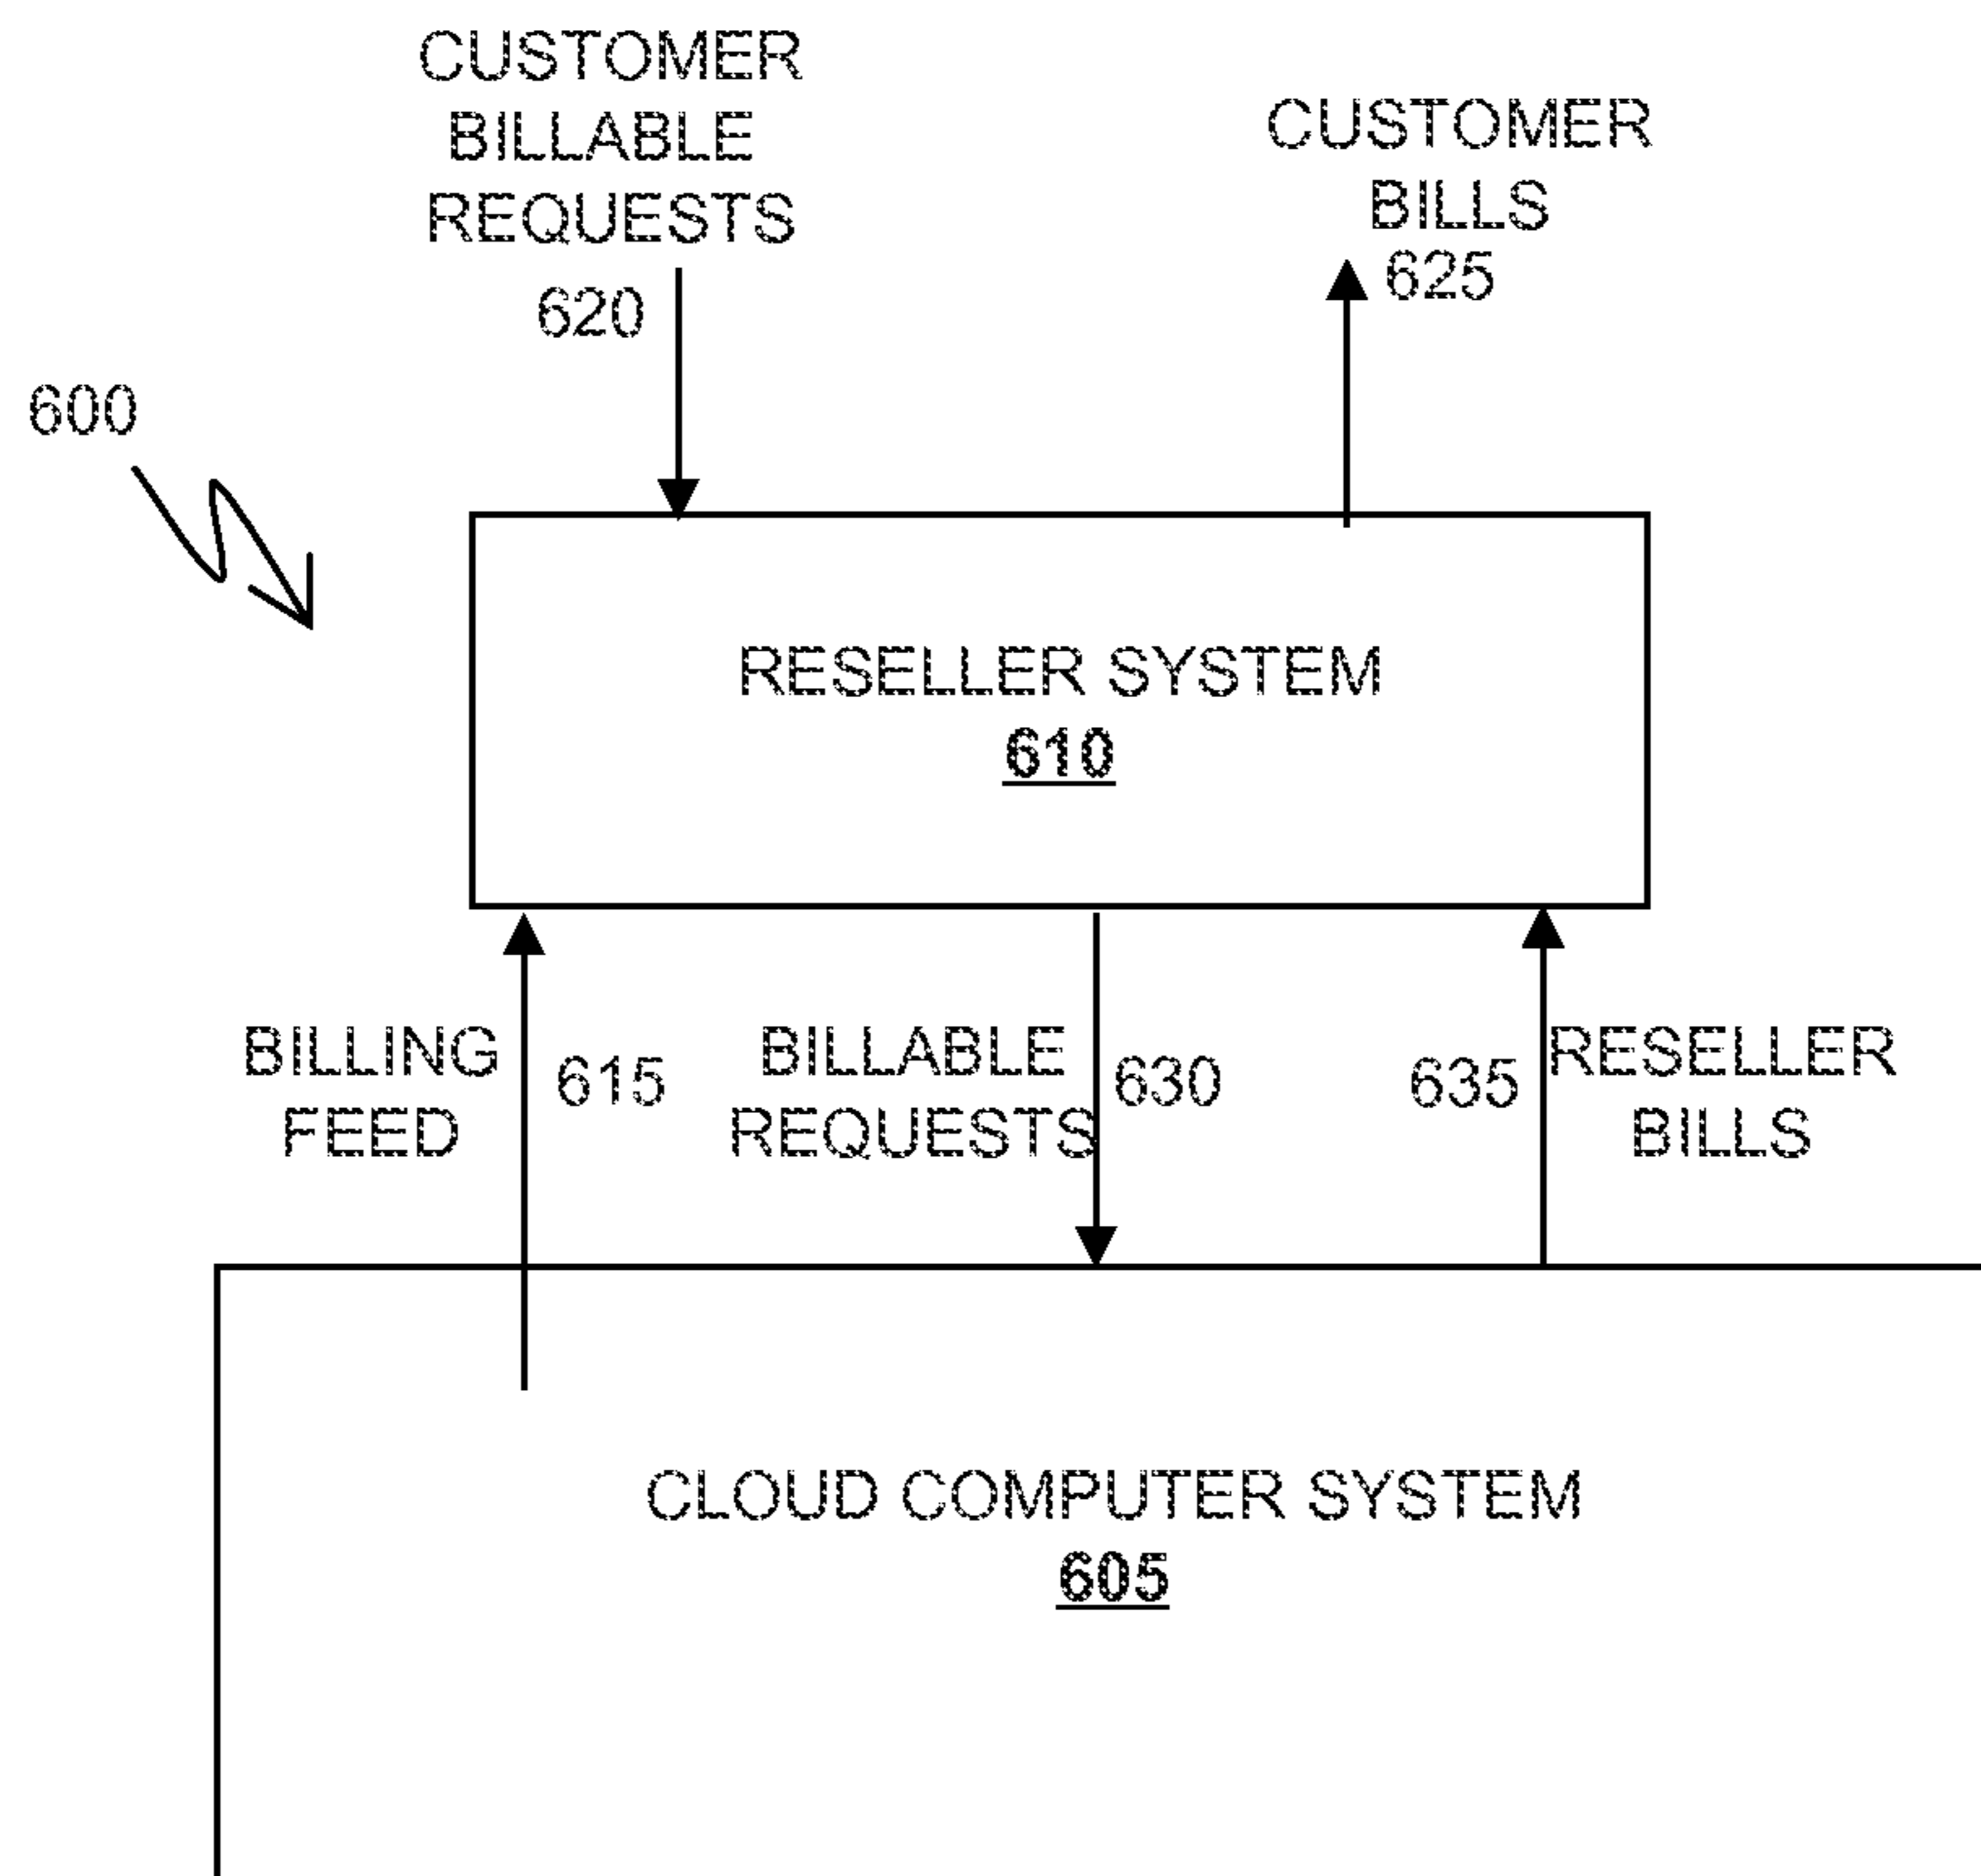 CUSTOMER
BILLABLE
REQUESTS
620
CUSTOMER
BILLS
625
600
RESELLER SYSTEM
610
BILLING
FEED
615
BILLABLE
REQUESTS
630
635
RESELLER
BILLS
CLOUD COMPUTER SYSTEM
605